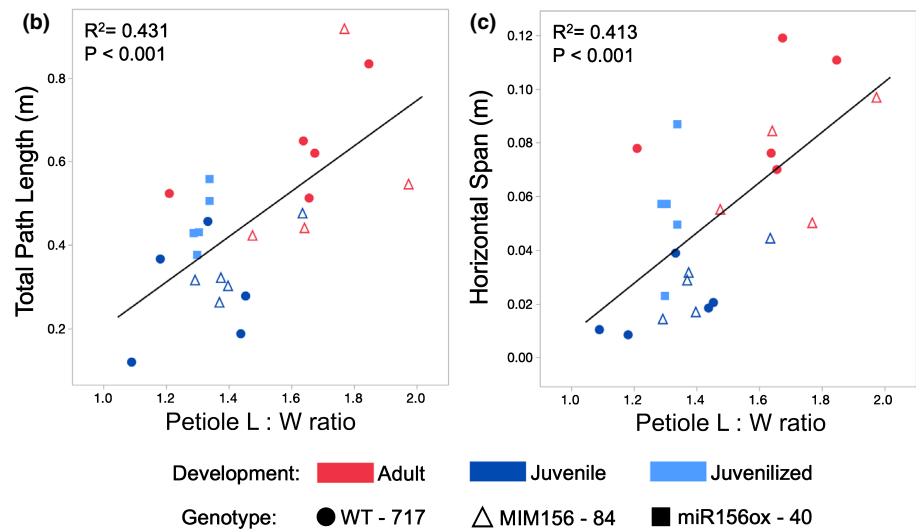 (b)
R²= 0.431
P < 0.001
Total Path Length (m)
0.8
0.6
0.4
0.2
1.0 1.2 1.4 1.6 1.8 2.0
Petiole L : W ratio
(c)
R²= 0.413
P < 0.001
Horizontal Span (m)
0.12
0.10
0.08
0.06
0.04
0.02
0.00
1.0 1.2 1.4 1.6 1.8 2.0
Petiole L : W ratio
Development: Adult Juvenile Juvenilized
Genotype: WT - 717 MIM156 - 84 miR156ox - 40